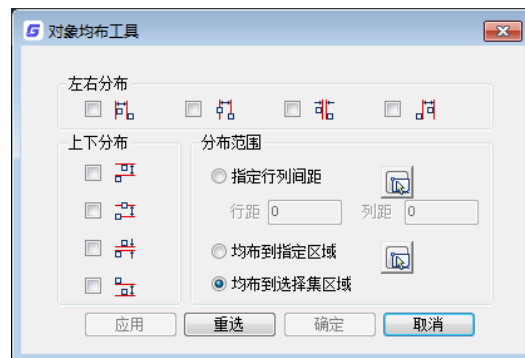 G 对象均布工具
左右分布
上下分布
分布范围
指定行列间距
行距 0 列距 0
均布到指定区域
均布到选择集区域
应用 重选 确定 取消